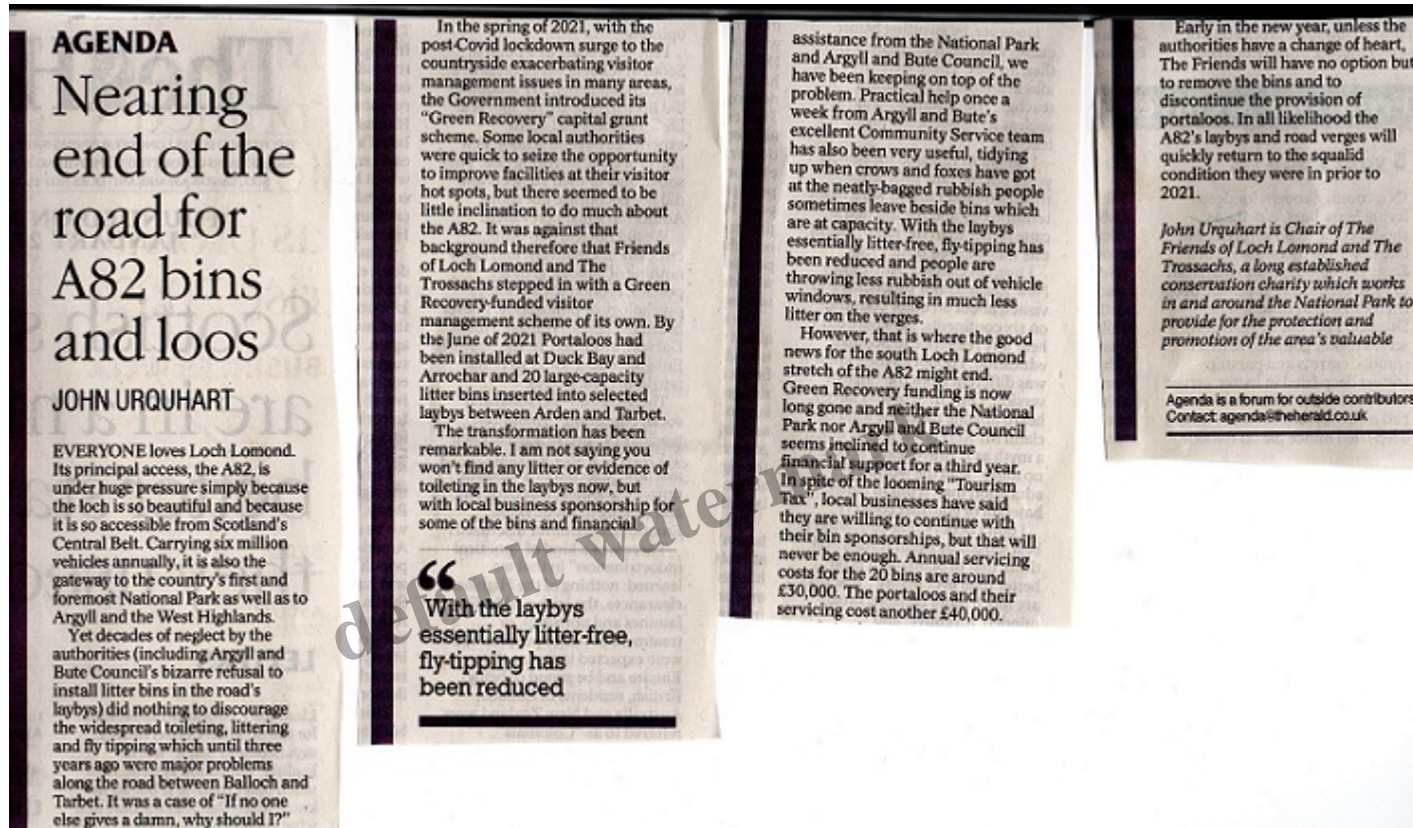 AGENDA
Nearing
end of the
road for
A82 bins
and loos
JOHN URQUHART
EVERYONE loves Loch Lomond.
Its principal access, the A82, is
under huge pressure simply because
the loch is so beautiful and because
it is so accessible from Scotland's
Central Belt. Carrying six million
vehicles annually, it is also the
gateway to the country's first and
foremost National Park as well as to
Argyll and the West Highlands.
Yet decades of neglect by the
authorities (including Argyll and
Bute Council's bizarre refusal to
install litter bins in the road's
laybys) did nothing to discourage
the widespread toileting, littering
and fly tipping which until three
years ago were major problems
along the road between Balloch and
Tarbet. It was a case of "If no one
else gives a damn, why should I?"
In the spring of 2021, with the
post-Covid lockdown surge to the
countryside exacerbating visitor
management issues in many areas,
the Government introduced its
"Green Recovery" capital grant
scheme. Some local authorities
were quick to seize the opportunity
to improve facilities at their visitor
hot spots, but there seemed to be
little inclination to do much about
the A82. It was against that
background therefore that Friends
of Loch Lomond and The
Trossachs stepped in with a Green
Recovery-funded visitor
management scheme of its own. By
the June of 2021 Portaloos had
been installed at Duck Bay and
Arrochar and 20 large-capacity
litter bins inserted into selected
laybys between Arden and Tarbet.
The transformation has been
remarkable. I am not saying you
won't find any litter or evidence of
toileting in the laybys now, but
with local business sponsorship for
some of the bins and financial
“
With the laybys
essentially litter-free,
fly-tipping has
been reduced
assistance from the National Park
and Argyll and Bute Council, we
have been keeping on top of the
problem. Practical help once a
week from Argyll and Bute's
excellent Community Service team
has also been very useful, tidying
up when crows and foxes have got
at the neatly-bagged rubbish people
sometimes leave beside bins which
are at capacity. With the laybys
essentially litter-free, fly-tipping has
been reduced and people are
throwing less rubbish out of vehicle
windows, resulting in much less
litter on the verges.
However, that is where the good
news for the south Loch Lomond
stretch of the A82 might end.
Green Recovery funding is now
long gone and neither the National
Park nor Argyll and Bute Council
seems inclined to continue
financial support for a third year.
In spite of the looming "Tourism
Tax", local businesses have said
they are willing to continue with
their bin sponsorships, but that will
never be enough. Annual servicing
costs for the 20 bins are around
£30,000. The portaloos and their
servicing cost another £40,000.
Early in the new year, unless the
authorities have a change of heart,
The Friends will have no option but
to remove the bins and to
discontinue the provision of
portaloos. In all likelihood the
A82's laybys and road verges will
quickly return to the squalid
condition they were in prior to
2021.
John Urquhart is Chair of The
Friends of Loch Lomond and The
Trossachs, a long established
conservation charity which works
in and around the National Park to
provide for the protection and
promotion of the area's valuable
Agenda is a forum for outside contributors
Contact: agenda@theherald.co.uk
default watermark